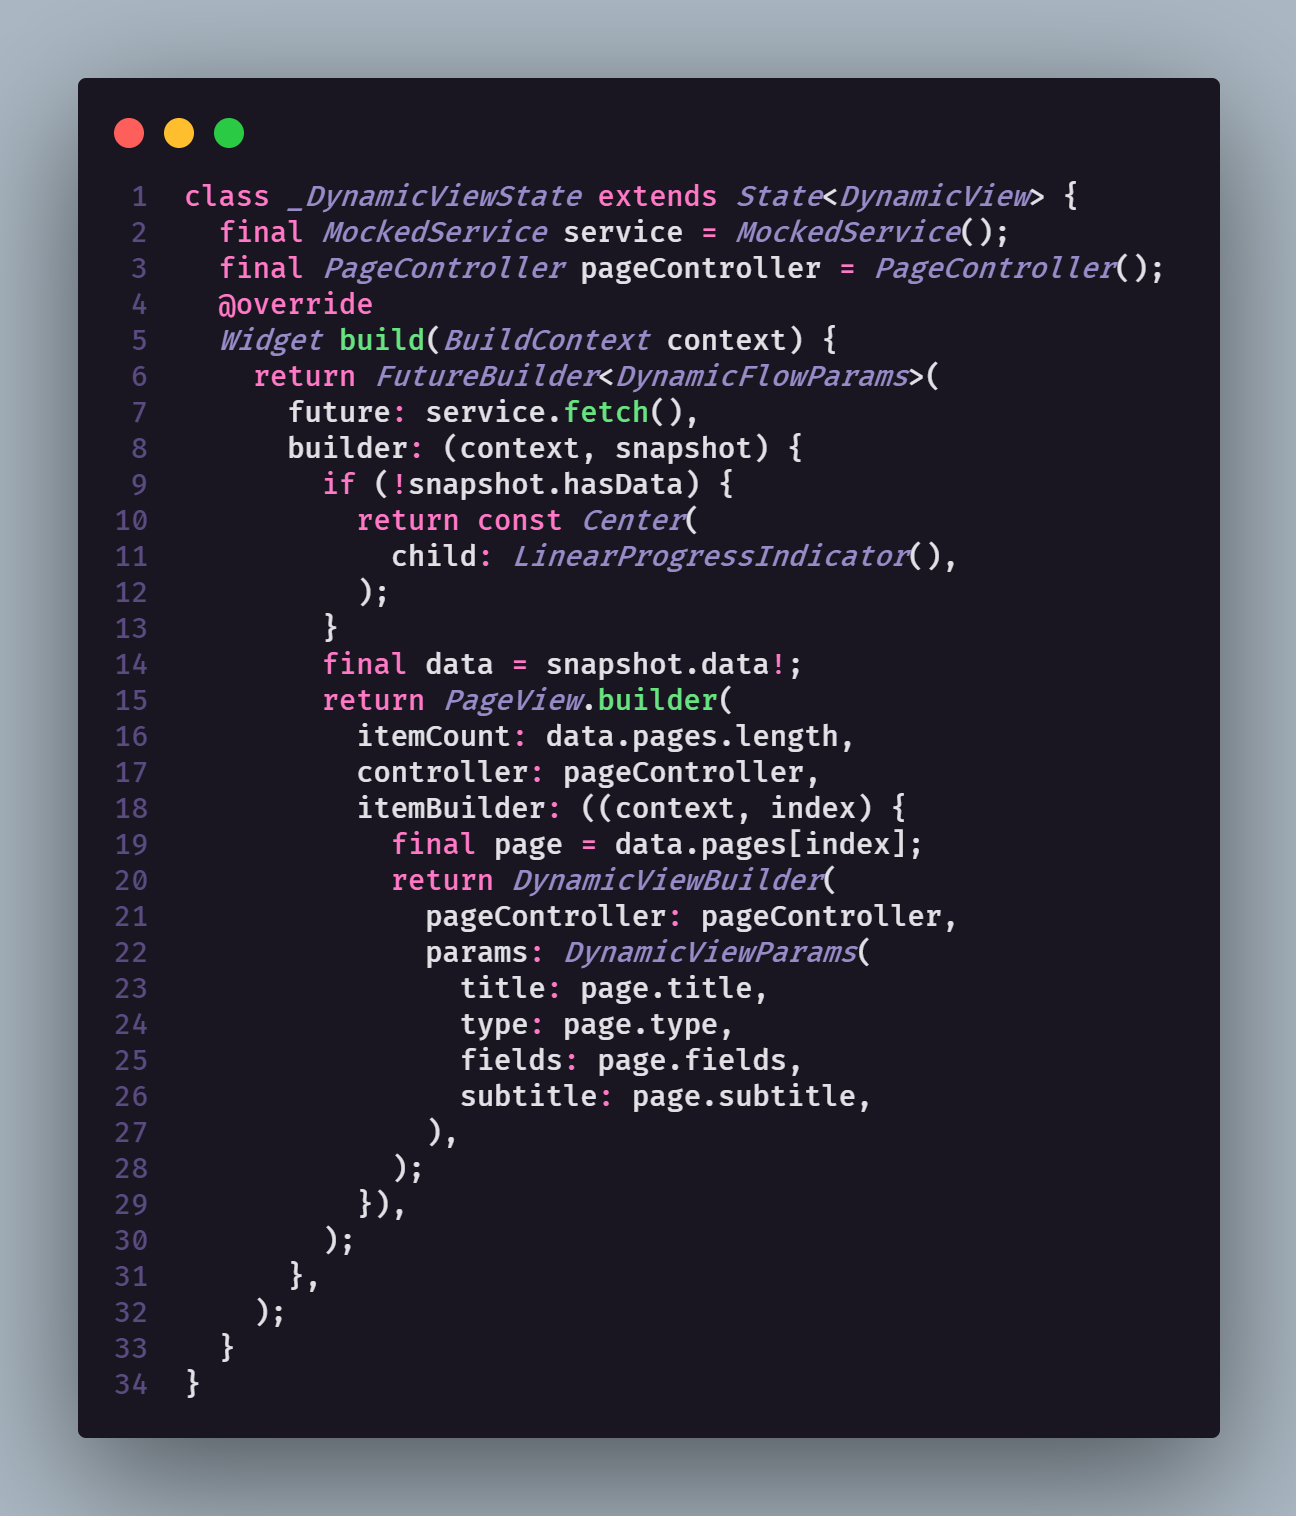 1 class _DynamicViewState extends State<DynamicView> {
2   final MockedService service = MockedService();
3   final PageController pageController = PageController();
4   @override
5   Widget build(BuildContext context) {
6     return FutureBuilder<DynamicFlowParams>(
7       future: service.fetch(),
8       builder: (context, snapshot) {
9         if (!snapshot.hasData) {
10           return const Center(
11             child: LinearProgressIndicator(),
12           );
13         }
14         final data = snapshot.data!;
15         return PageView.builder(
16           itemCount: data.pages.length,
17           controller: pageController,
18           itemBuilder: ((context, index) {
19             final page = data.pages[index];
20             return DynamicViewBuilder(
21               pageController: pageController,
22               params: DynamicViewParams(
23                 title: page.title,
24                 type: page.type,
25                 fields: page.fields,
26                 subtitle: page.subtitle,
27               ),
28             );
29           }),
30         );
31       },
32     );
33   }
34 }